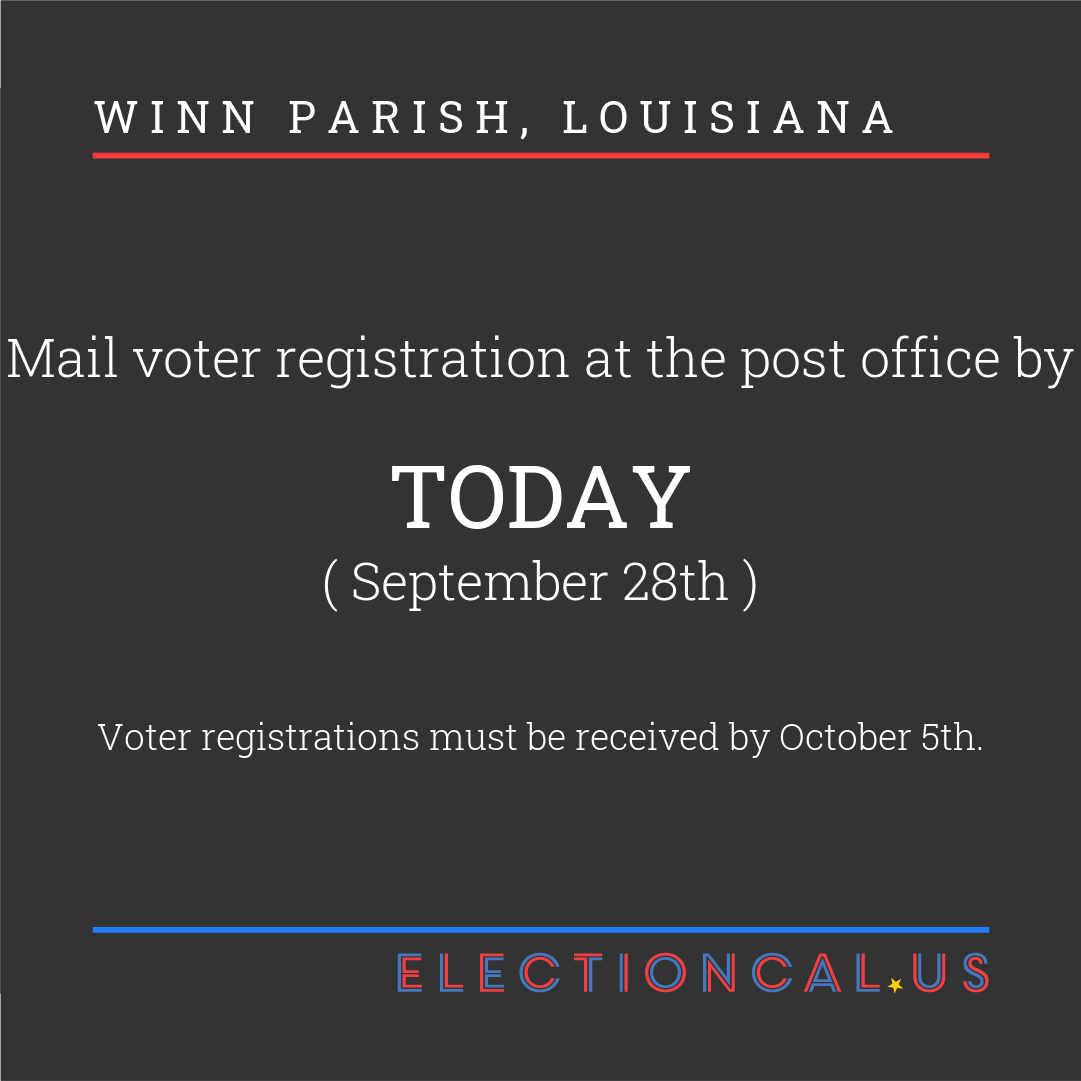 WINN PARISH, LOUISIANA
Mail voter registration at the post office by
TODAY
( September 28th )
Voter registrations must be received by October 5th.
ELECTIONCAL.US